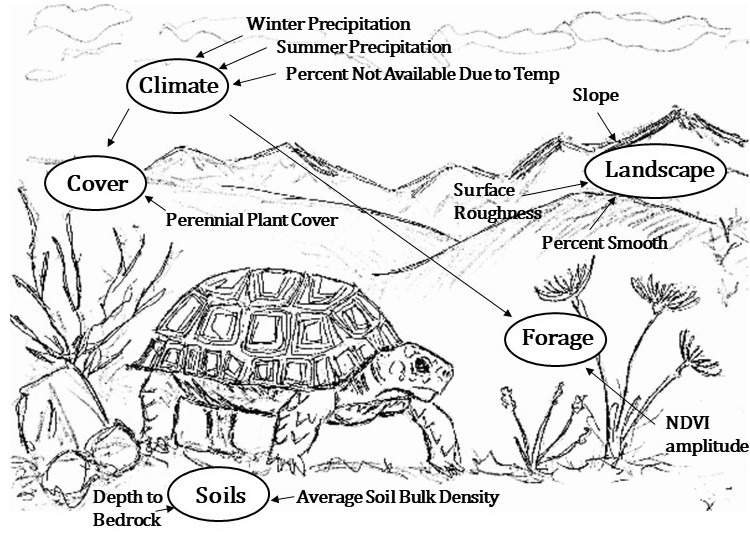 Winter Precipitation
Summer Precipitation
Climate
Percent Not Available Due to Temp
Slope
Landscape
Cover
Surface
Roughness
Perennial Plant Cover
Percent Smooth
Forage
NDVI
amplitude
Soils
Depth to
Bedrock
Average Soil Bulk Density